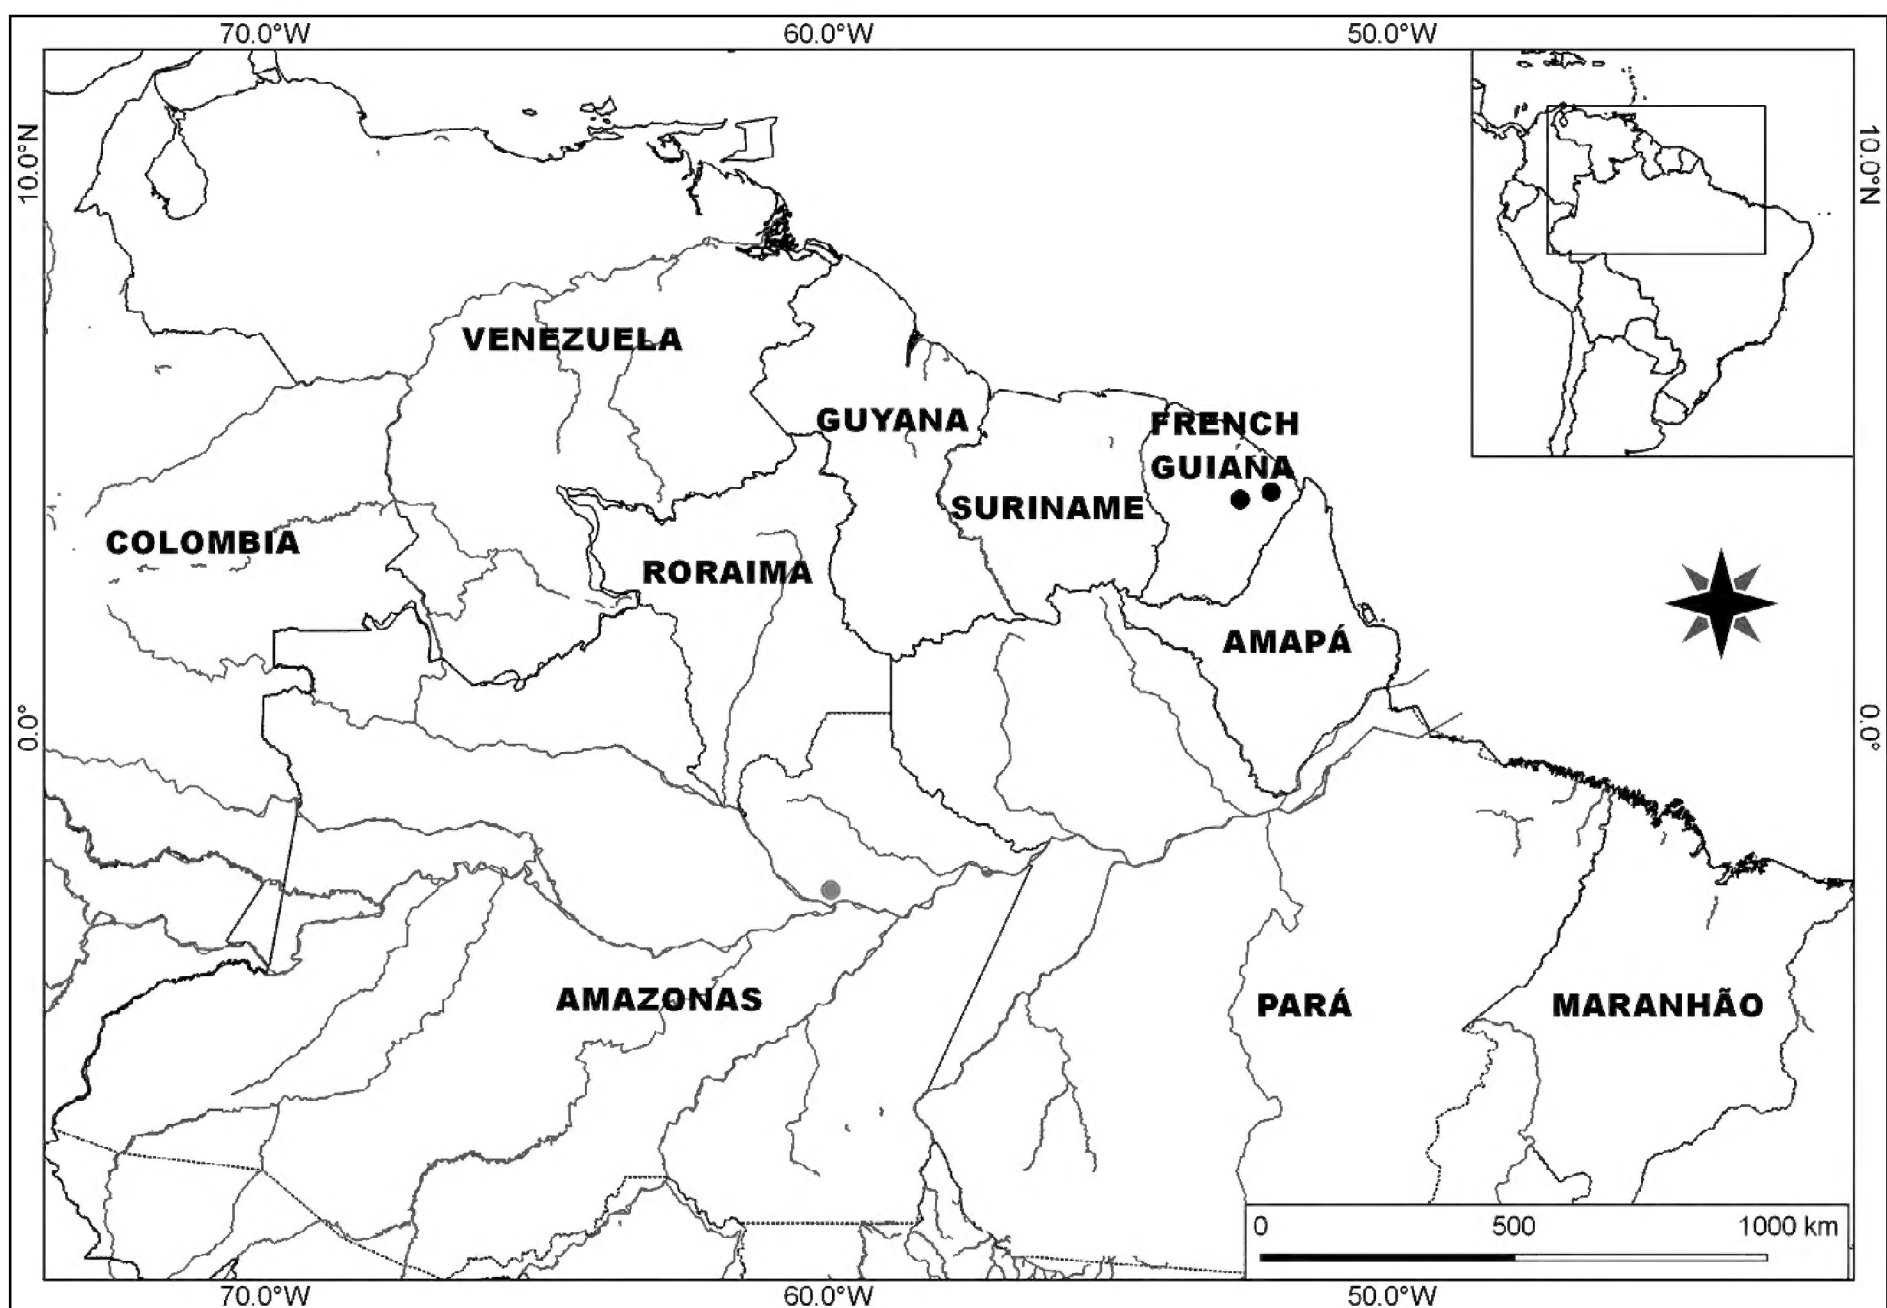 70.0°W 60.0°W 50.0°W
10.0°N
10.0°N
VENEZUELA
GUYANA
FRENCH
GUIANA
SURINAME
COLOMBIA
RORAIMA
AMAPÁ
0.0°
0.0°
AMAZONAS
PARÁ
MARANHÃO
0 500 1000 km
70.0°W 60.0°W 50.0°W